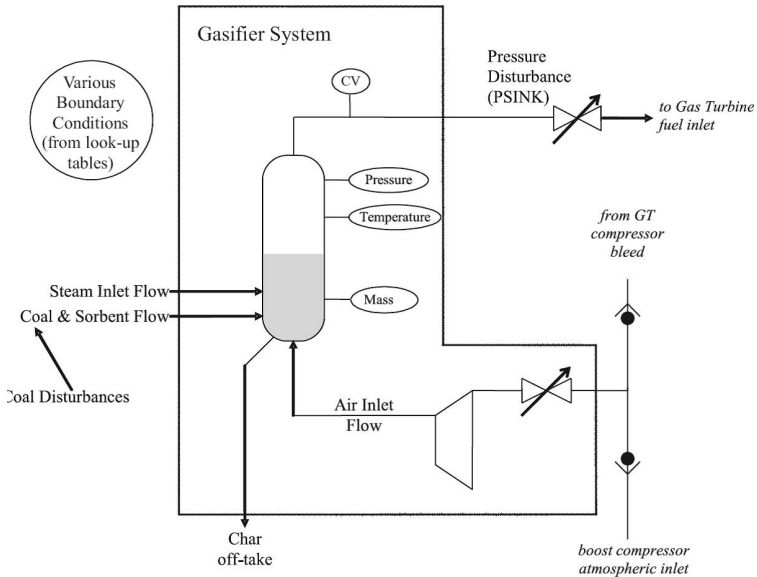 Gasifier System
Various
Boundary
Conditions
(from look-up
tables)
CV
Pressure
Disturbance
(PSINK)
to Gas Turbine
fuel inlet
Pressure
Temperature
from GT
compressor
bleed
Steam Inlet Flow
Coal & Sorbent Flow
Mass
Coal Disturbances
Air Inlet
Flow
Char
off-take
boost compressor
atmospheric inlet